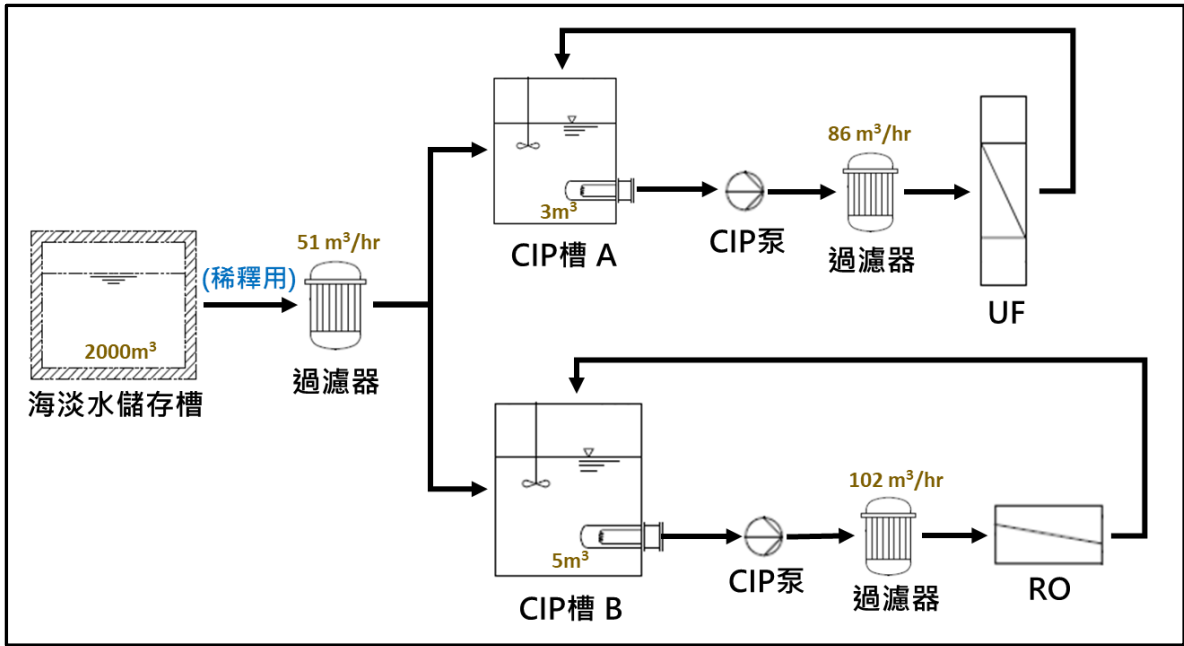 2000m³
海淡水儲存槽
(稀釋用)
51 m³/hr
過濾器
3m³
CIP槽 A
CIP泵
86 m³/hr
過濾器
UF
5m³
CIP槽 B
CIP泵
102 m³/hr
過濾器
RO